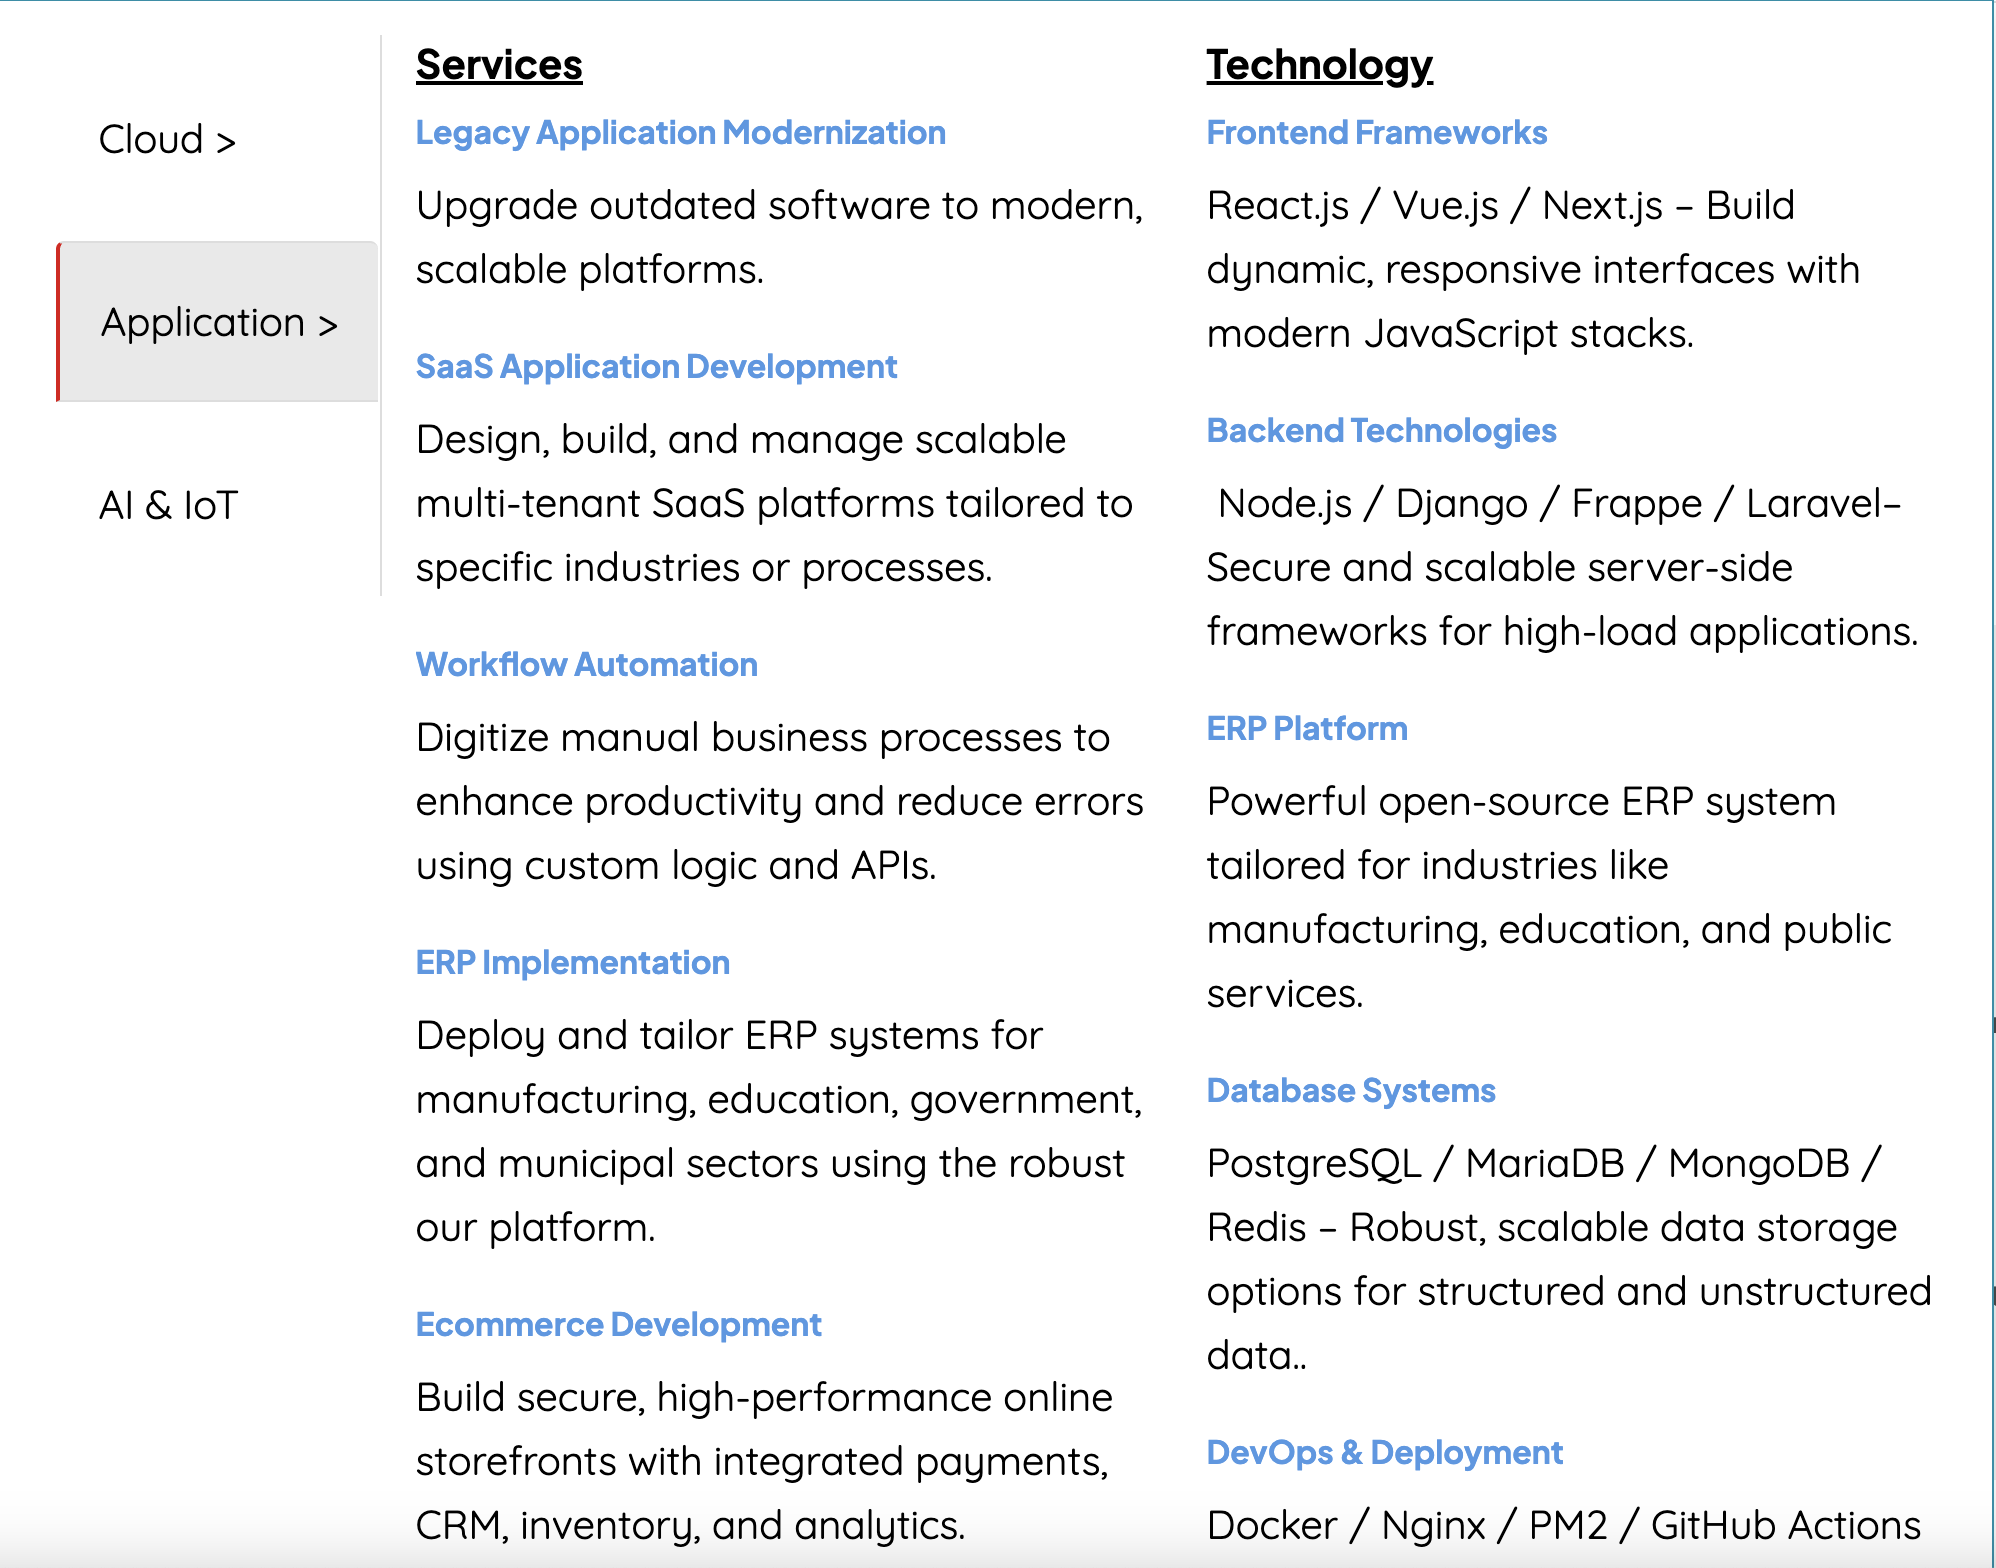 Cloud >
Application >
AI & IoT
Services
Legacy Application Modernization
Upgrade outdated software to modern,
scalable platforms.
SaaS Application Development
Design, build, and manage scalable
multi-tenant SaaS platforms tailored to
specific industries or processes.
Workflow Automation
Digitize manual business processes to
enhance productivity and reduce errors
using custom logic and APIs.
ERP Implementation
Deploy and tailor ERP systems for
manufacturing, education, government,
and municipal sectors using the robust
our platform.
Ecommerce Development
Build secure, high-performance online
storefronts with integrated payments,
CRM, inventory, and analytics.
Technology
Frontend Frameworks
React.js / Vue.js / Next.js – Build
dynamic, responsive interfaces with
modern JavaScript stacks.
Backend Technologies
Node.js / Django / Frappe / Laravel–
Secure and scalable server-side
frameworks for high-load applications.
ERP Platform
Powerful open-source ERP system
tailored for industries like
manufacturing, education, and public
services.
Database Systems
PostgreSQL / MariaDB / MongoDB /
Redis – Robust, scalable data storage
options for structured and unstructured
data..
DevOps & Deployment
Docker / Nginx / PM2 / GitHub Actions